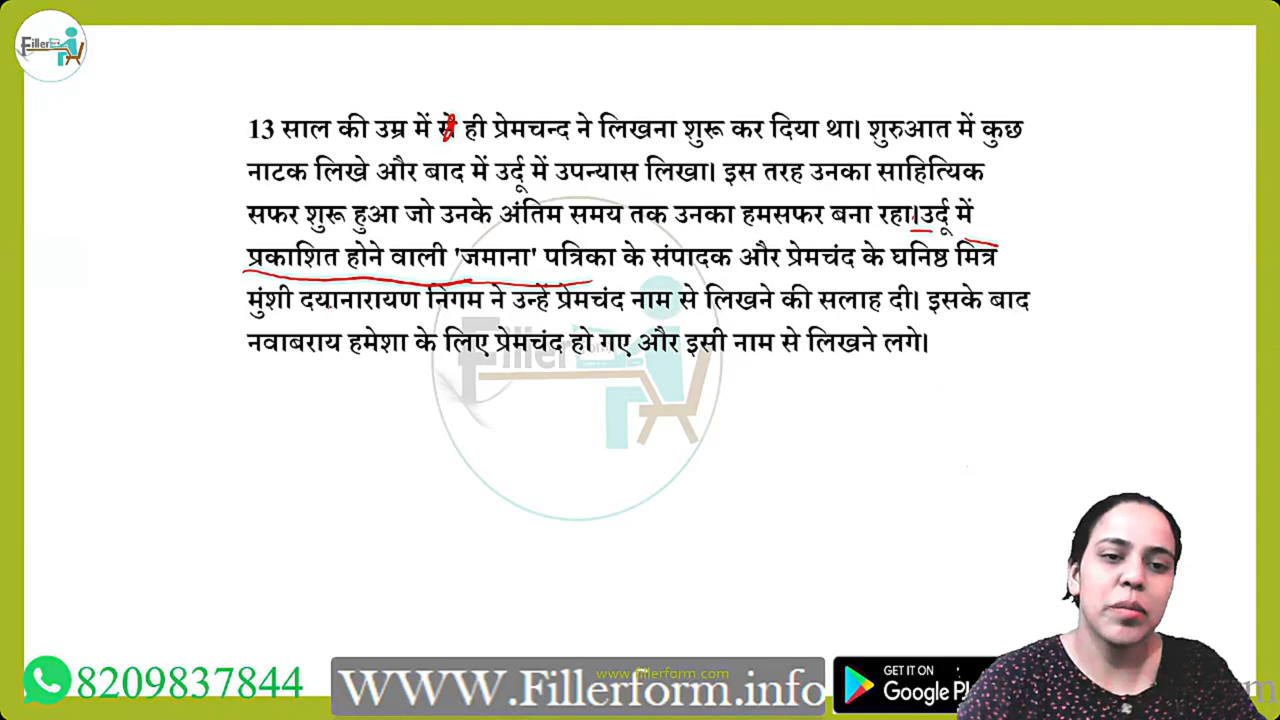 Fillerform
13 साल की उम्र में से ही प्रेमचन्द ने लिखना शुरू कर दिया था। शुरुआत में कुछ
नाटक लिखे और बाद में उर्दू में उपन्यास लिखा। इस तरह उनका साहित्यिक
सफर शुरू हुआ जो उनके अंतिम समय तक उनका हमसफर बना रहा।उर्दू में
प्रकाशित होने वाली 'जमाना' पत्रिका के संपादक और प्रेमचंद के घनिष्ठ मित्र
मुंशी दयानारायण निगम ने उन्हें प्रेमचंद नाम से लिखने की सलाह दी। इसके बाद
नवाबराय हमेशा के लिए प्रेमचंद हो गए और इसी नाम से लिखने लगे।
8209837844
www.fillerform.com
WWW.Fillerform.info
GET IT ON
Google Pl